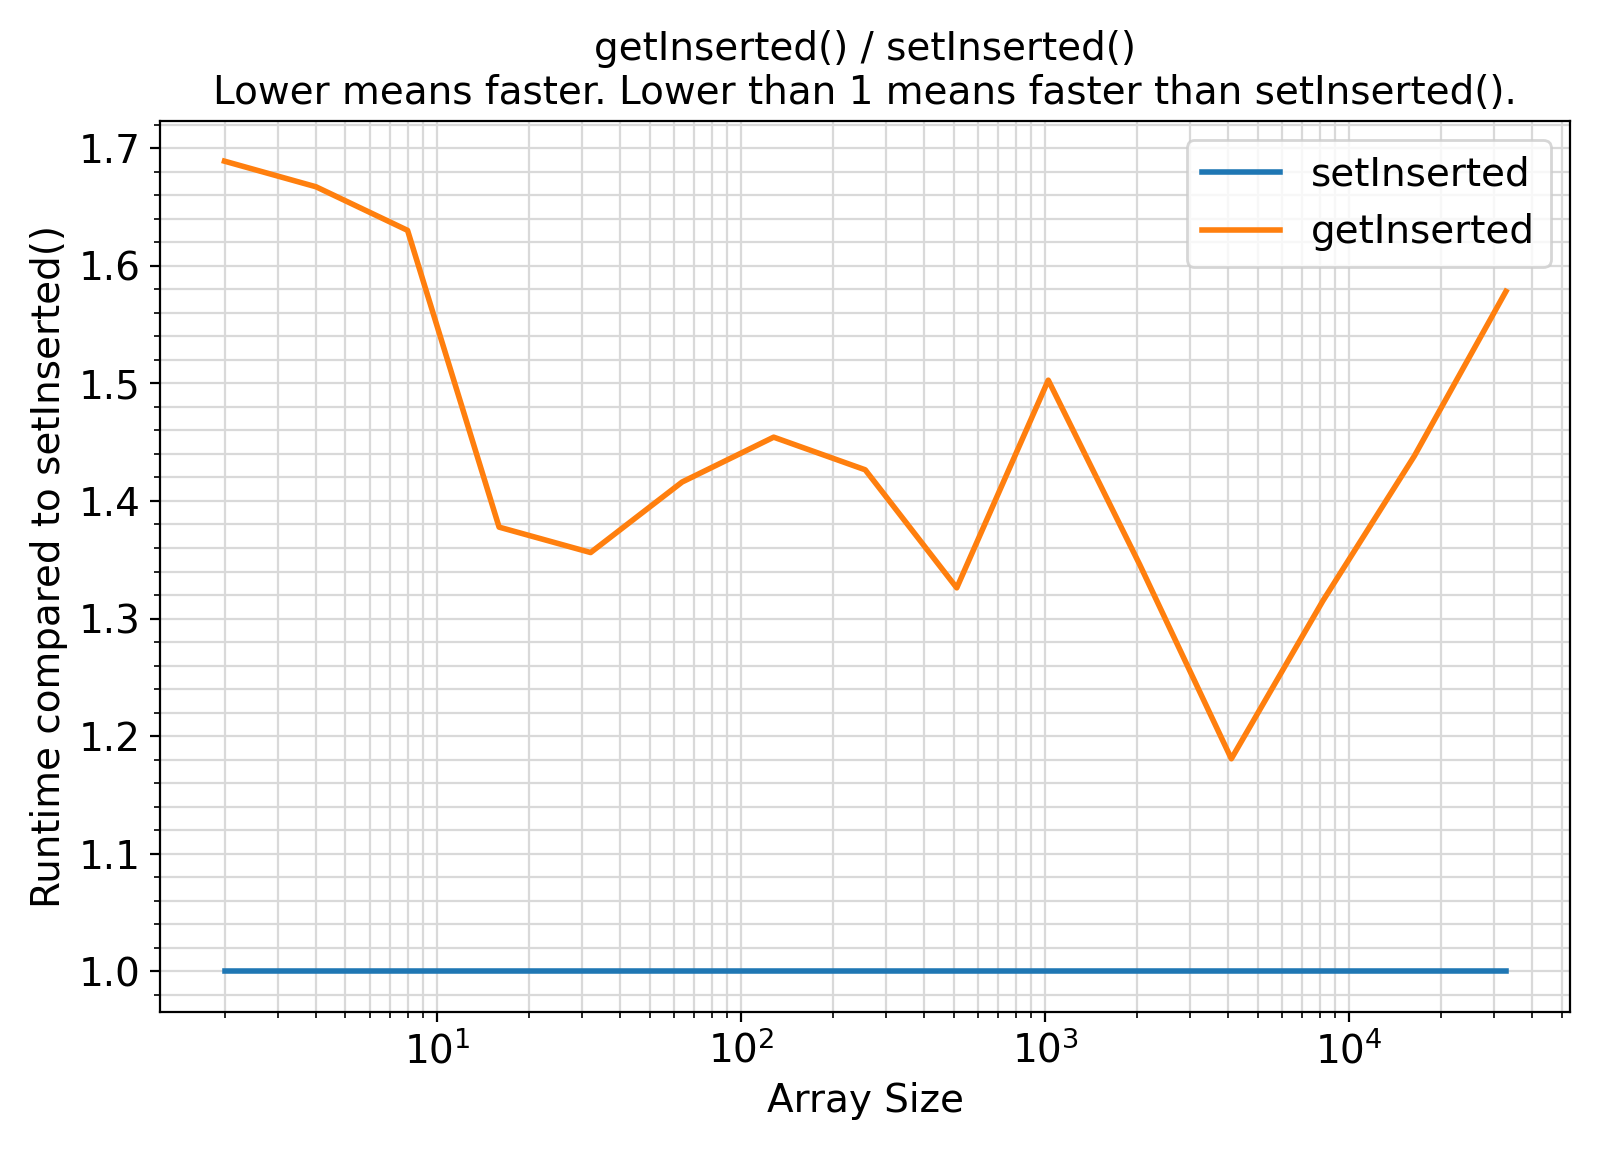 getInserted() / setInserted()
Lower means faster. Lower than 1 means faster than setInserted().
setInserted
getInserted
Runtime compared to setInserted()
1.7
1.6
1.5
1.4
1.3
1.2
1.1
1.0
10¹ 10² 10³ 10⁴
Array Size